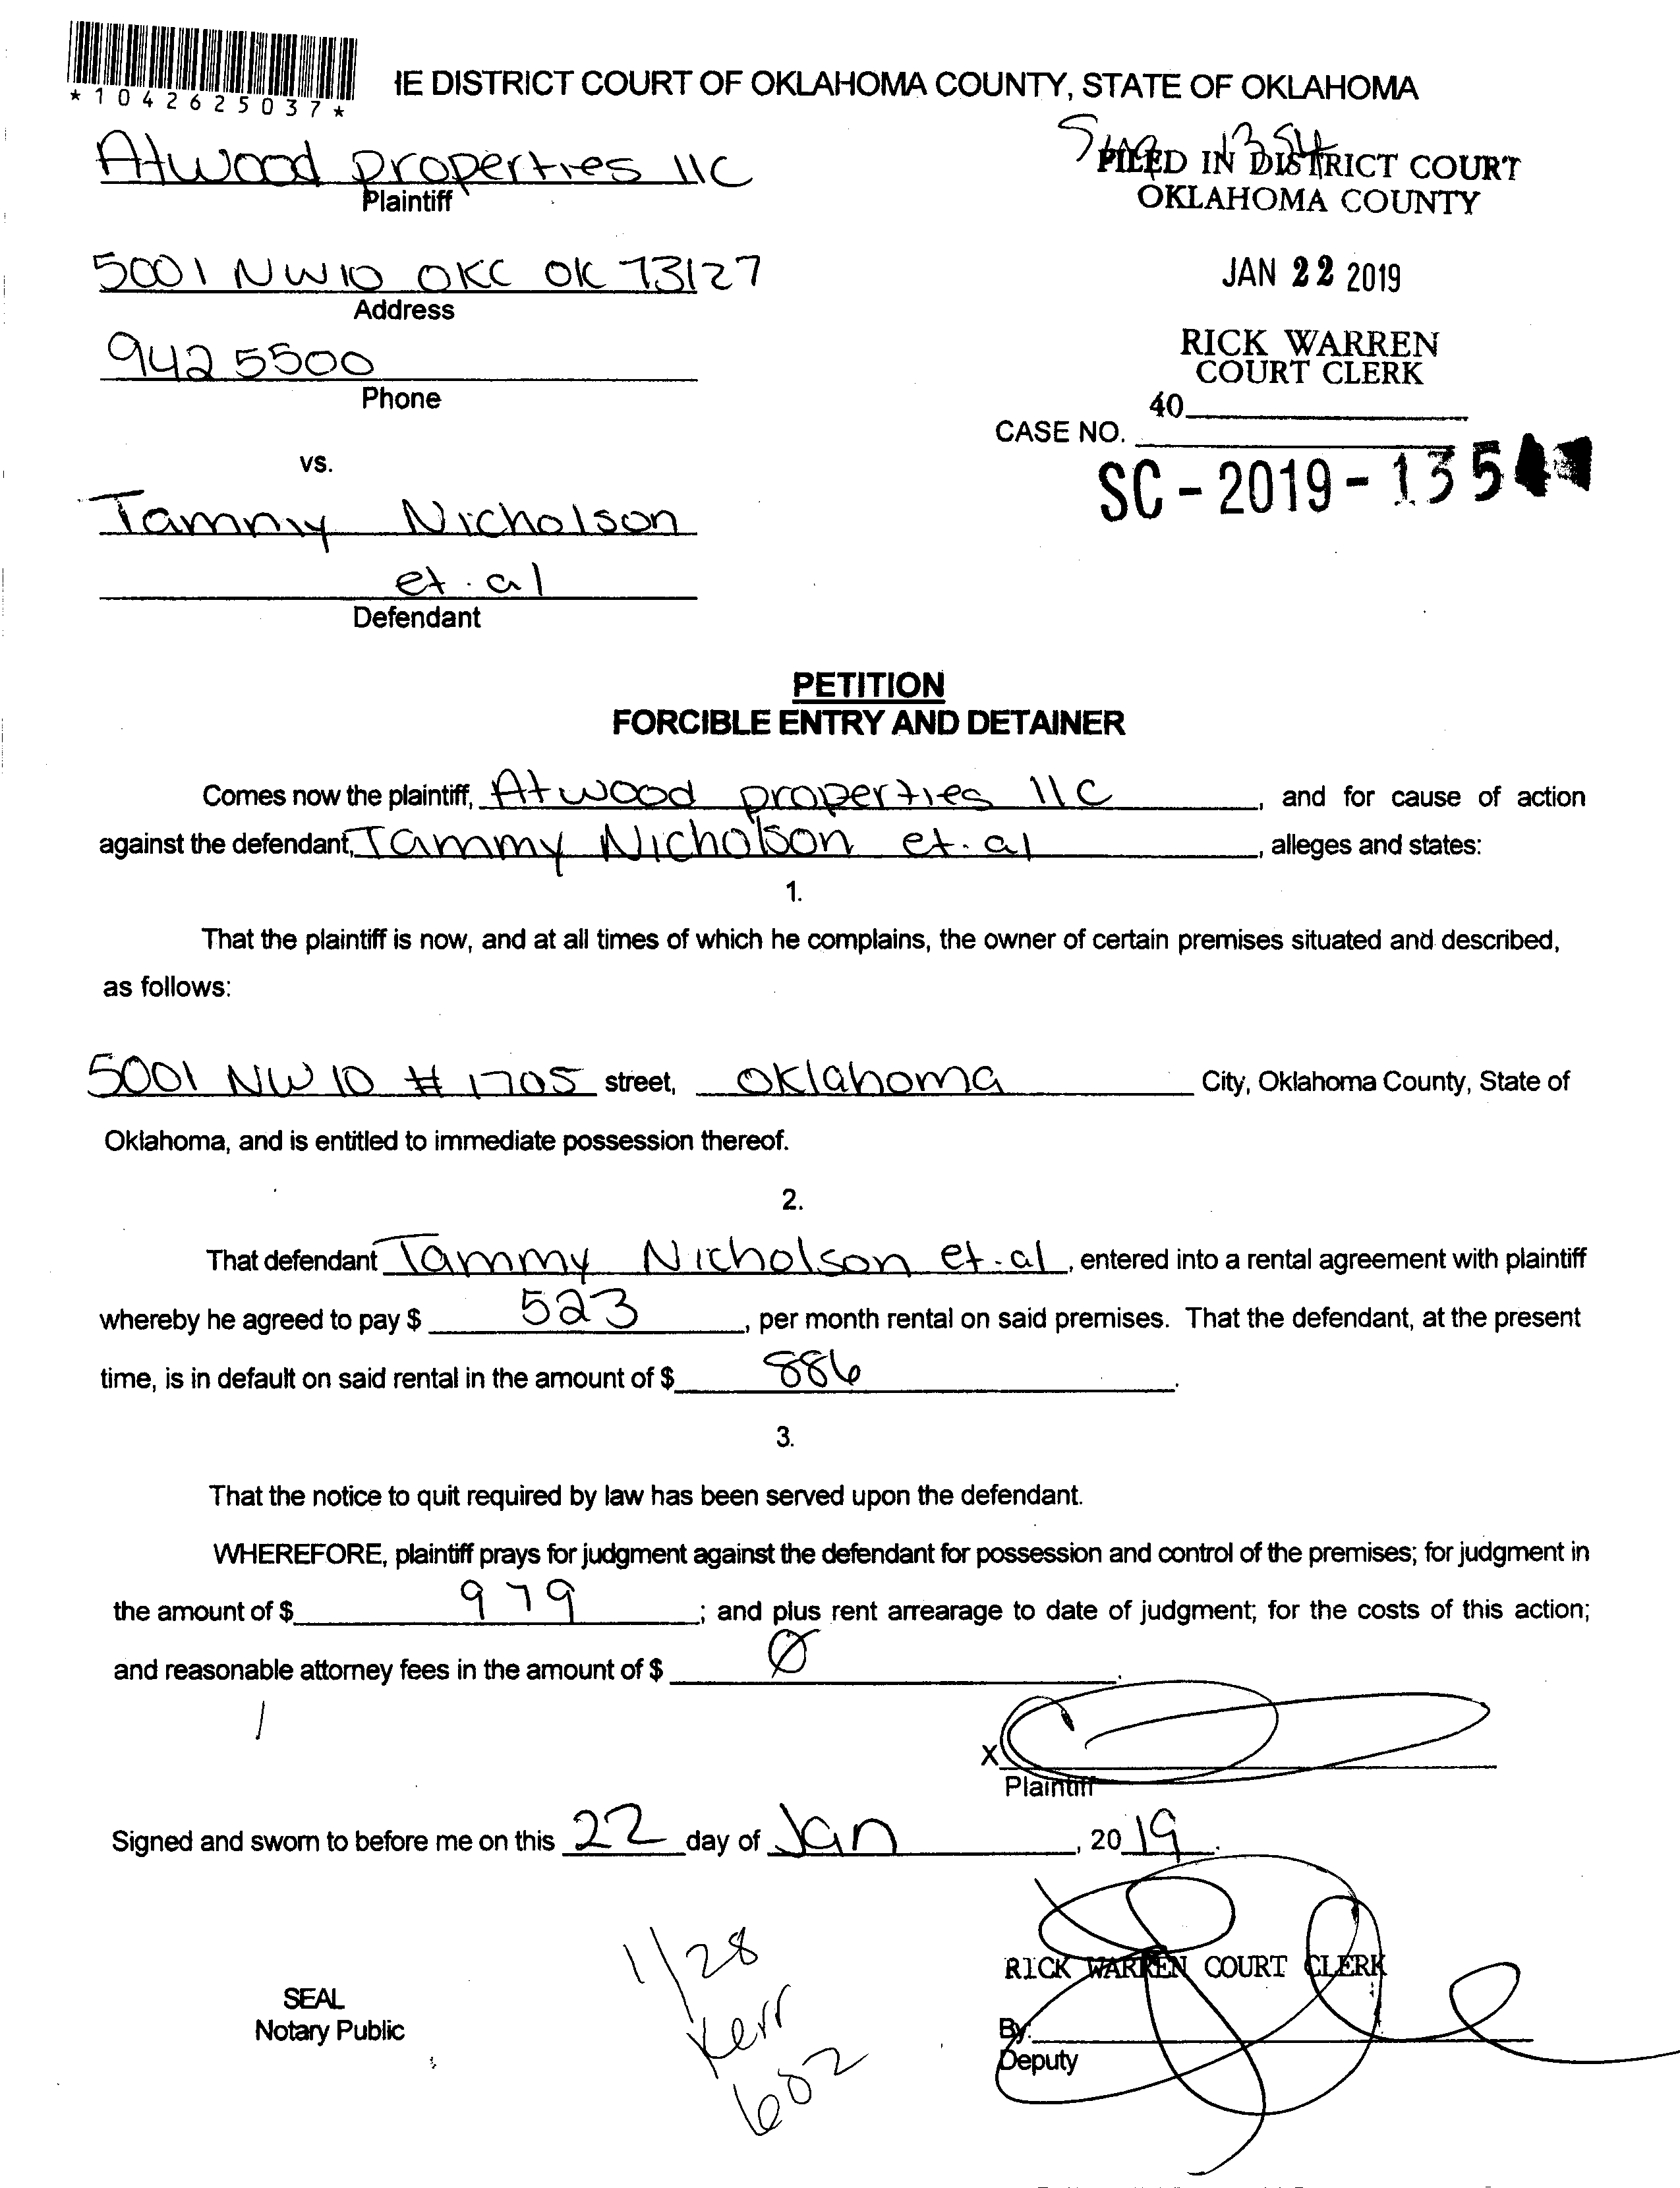 *1042625037*
IE DISTRICT COURT OF OKLAHOMA COUNTY, STATE OF OKLAHOMA
Atwood properties llc
Plaintiff
FILED IN DISTRICT COURT
OKLAHOMA COUNTY
5001 NW10 OKC OK 73127
Address
JAN 22 2019
942 5500
Phone
RICK WARREN
COURT CLERK
40
CASE NO.
SC-2019-1354
vs.
Tammy Nicholson
et.al
Defendant
PETITION
FORCIBLE ENTRY AND DETAINER
Comes now the plaintiff, Atwood properties llc, and for cause of action
against the defendant, Tammy Nicholson et.al, alleges and states:
1.
That the plaintiff is now, and at all times of which he complains, the owner of certain premises situated and described,
as follows:
5001 NW 10 # 1705 street, Oklahoma City, Oklahoma County, State of
Oklahoma, and is entitled to immediate possession thereof.
2.
That defendant Tammy Nicholson et.al, entered into a rental agreement with plaintiff
whereby he agreed to pay $ 523, per month rental on said premises. That the defendant, at the present
time, is in default on said rental in the amount of $ 886.
3.
That the notice to quit required by law has been served upon the defendant.
WHEREFORE, plaintiff prays for judgment against the defendant for possession and control of the premises; for judgment in
the amount of $ 979; and plus rent arrearage to date of judgment; for the costs of this action;
and reasonable attorney fees in the amount of $ Ø.
X
Plaintiff
Signed and sworn to before me on this 22 day of Jan, 2019.
1/28
Kerr
602
RICK WARREN COURT CLERK
SEAL
Notary Public
By:
Deputy